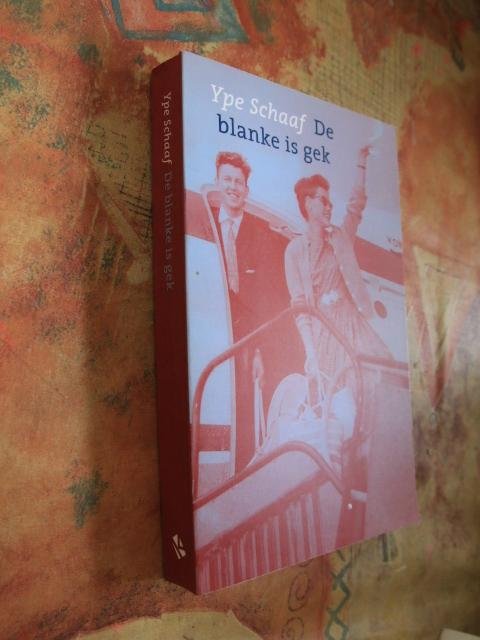 Ype Schaaf De
blanke is gek
Ype Schaaf De blanke is gek